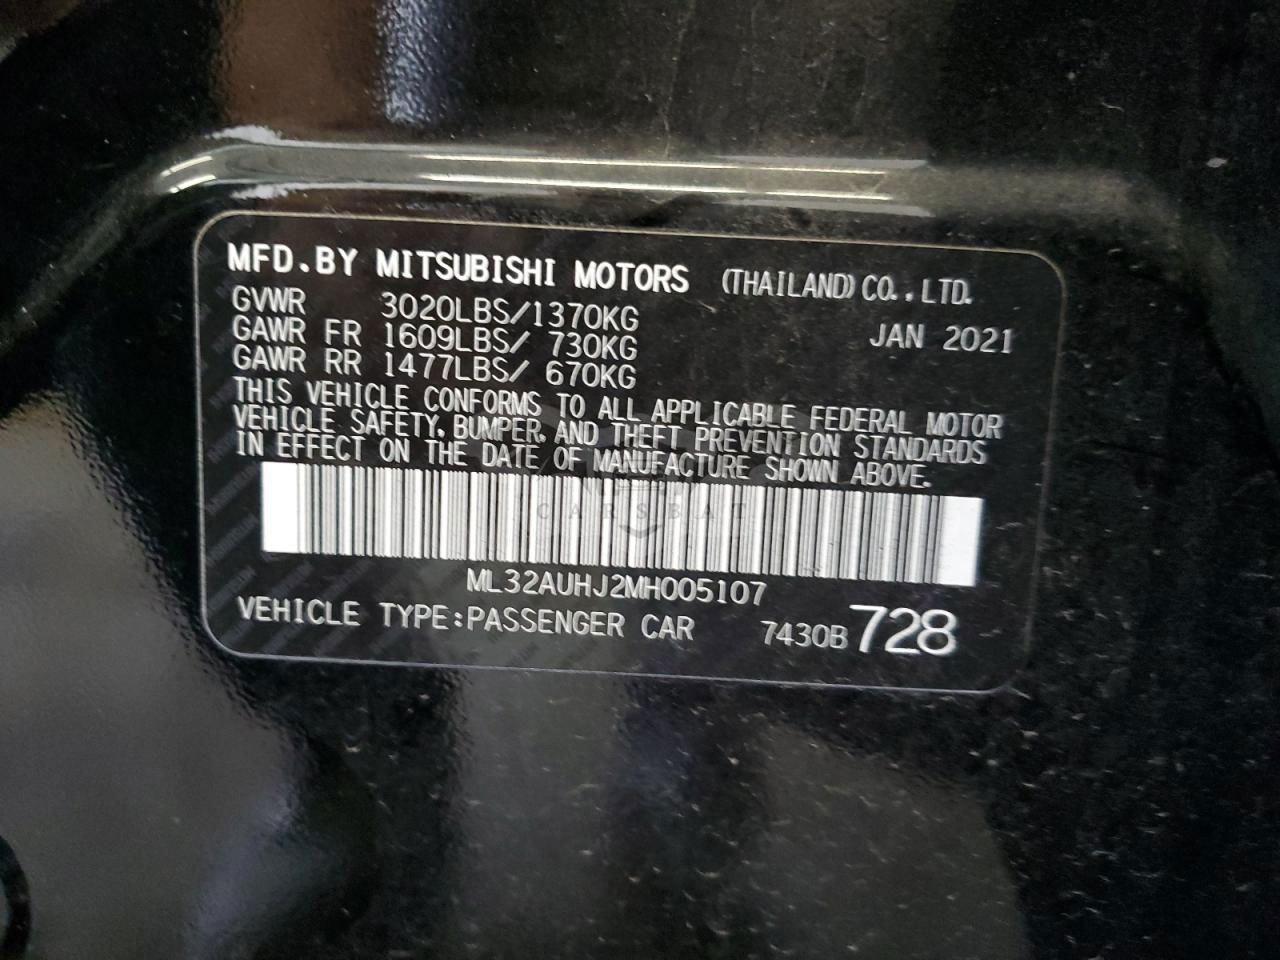 MFD.BY MITSUBISHI MOTORS (THAILAND) CO.,LTD.
GVWR 3020LBS/1370KG JAN 2021
GAWR FR 1609LBS/ 730KG
GAWR RR 1477LBS/ 670KG
THIS VEHICLE CONFORMS TO ALL APPLICABLE FEDERAL MOTOR
VEHICLE SAFETY, BUMPER, AND THEFT PREVENTION STANDARDS
IN EFFECT ON THE DATE OF MANUFACTURE SHOWN ABOVE.
CARSBAT
ML32AUHJ2MH005107
VEHICLE TYPE:PASSENGER CAR 7430B 728